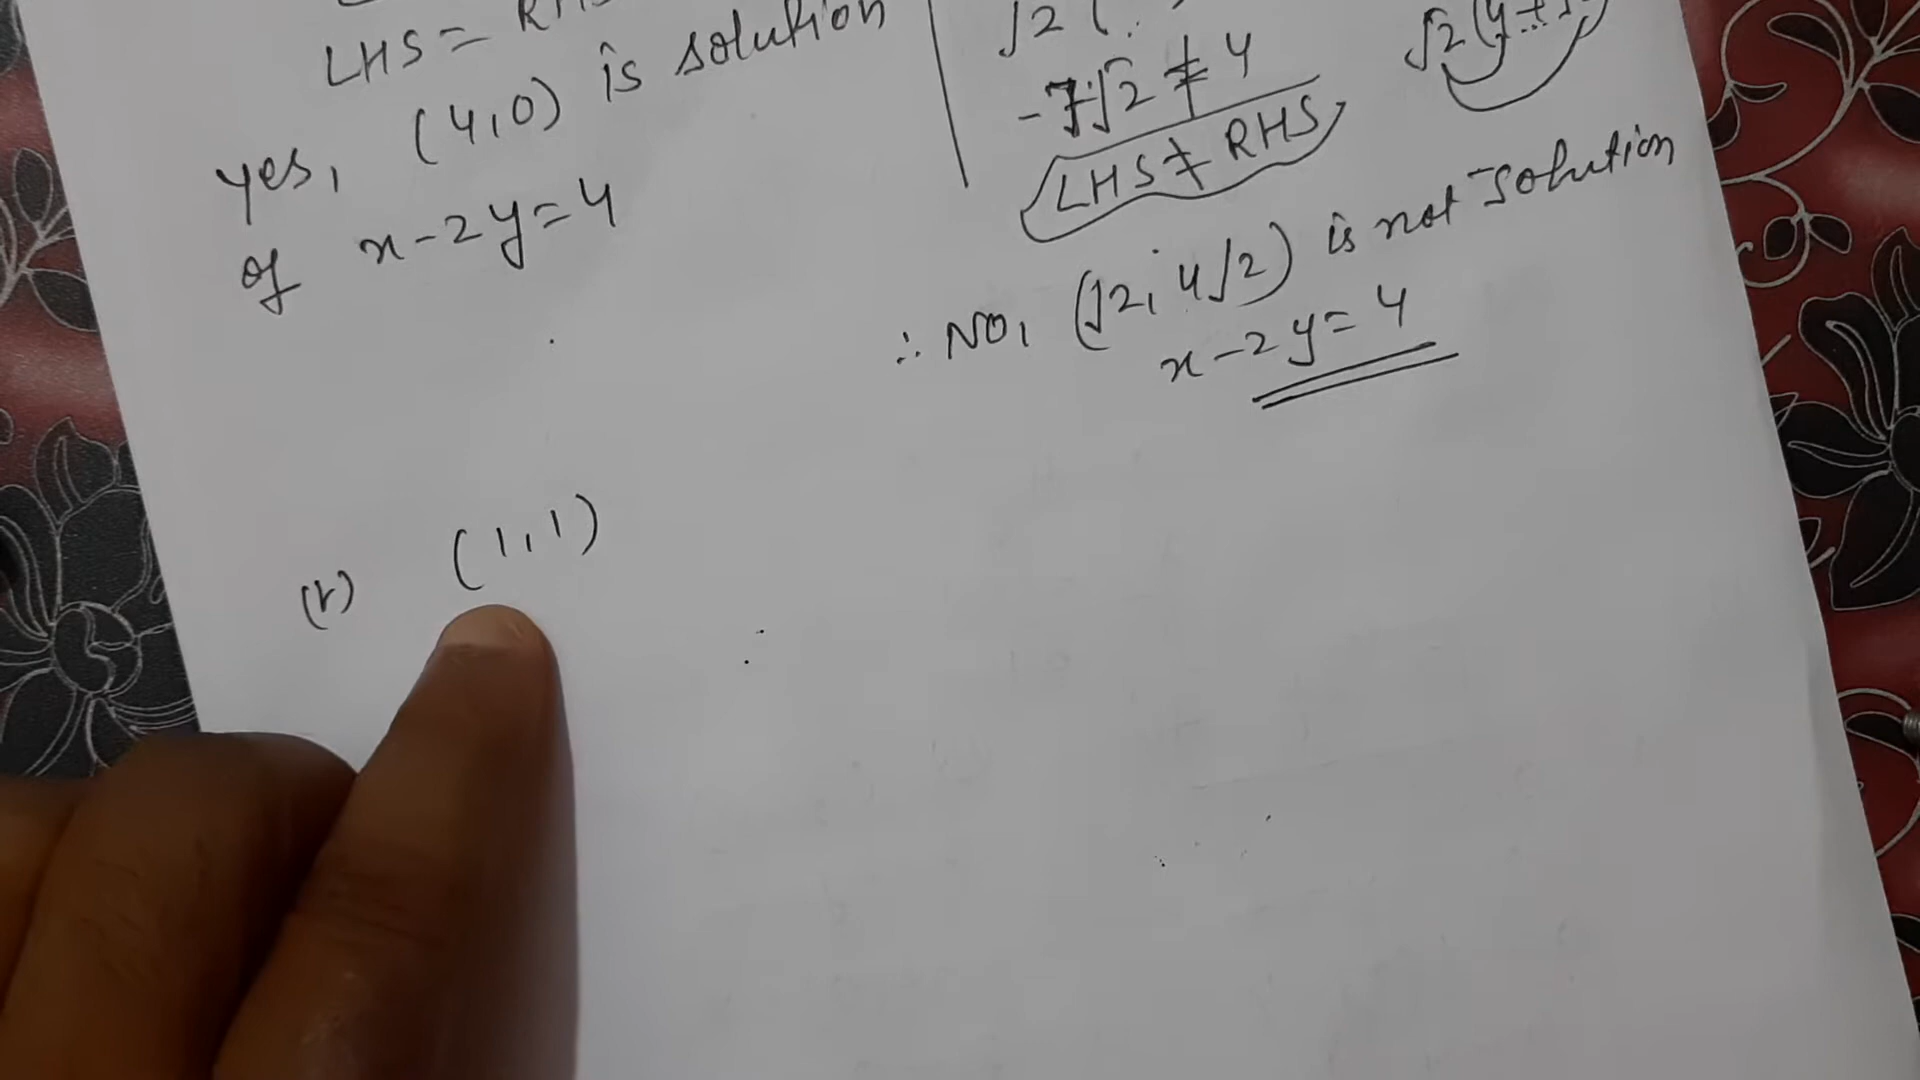 LHS =
(4,0) is solution
yes,
of x-2y=4
√2 (
-7√2 ≠ 4
LHS ≠ RHS
∴ NO, (√2, 4√2) is not solution
x-2y=4
√2 (
(v) (1,1)